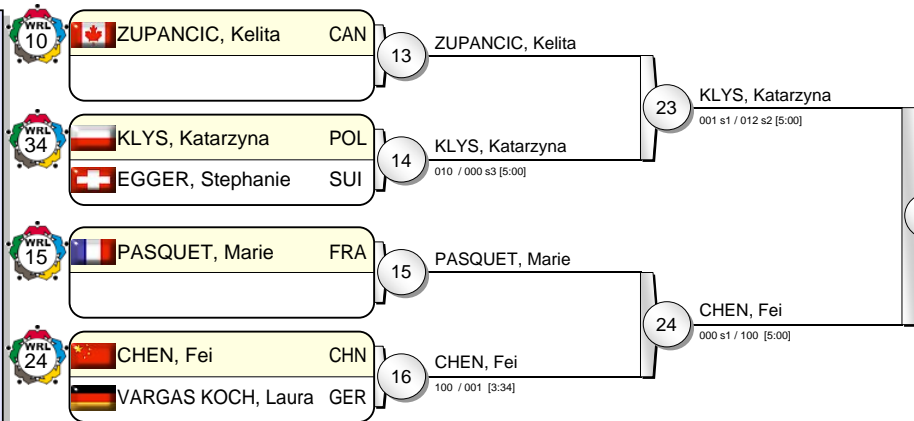 WRL
10
ZUPANCIC, Kelita CAN
13
ZUPANCIC, Kelita
23
KLYS, Katarzyna
001 s1 / 012 s2 [5:00]
WRL
34
KLYS, Katarzyna POL
EGGER, Stephanie SUI
14
KLYS, Katarzyna
010 / 000 s3 [5:00]
WRL
15
PASQUET, Marie FRA
15
PASQUET, Marie
24
CHEN, Fei
000 s1 / 100 [5:00]
WRL
24
CHEN, Fei CHN
VARGAS KOCH, Laura GER
16
CHEN, Fei
100 / 001 [3:34]